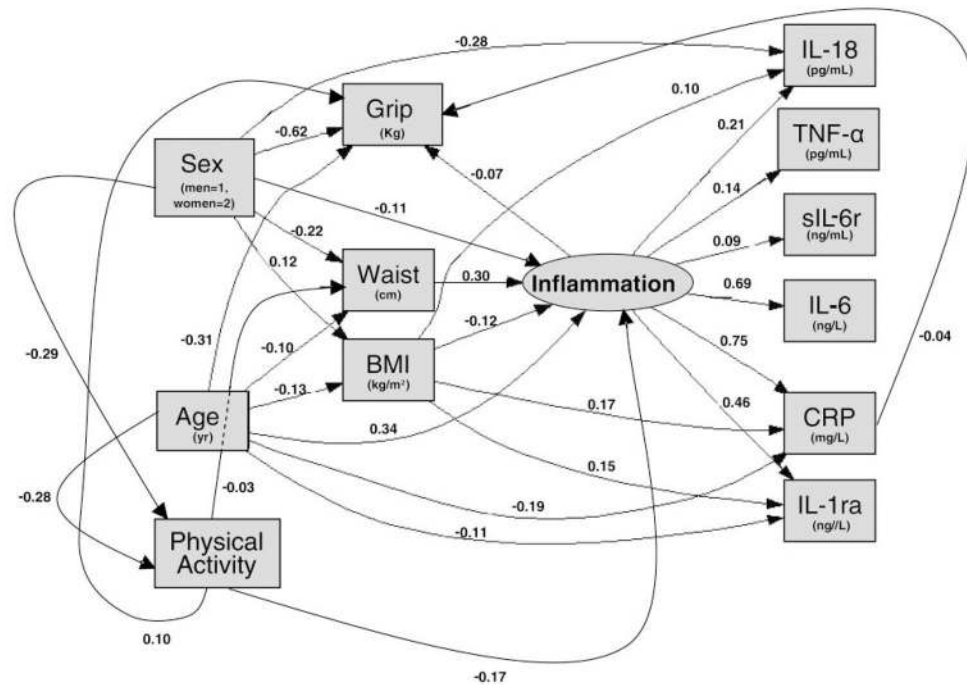 -0.28
IL-18
(pg/mL)
Grip
(Kg)
0.10
-0.62
0.21
TNF-α
(pg/mL)
Sex
(men=1,
women=2)
-0.07
0.14
-0.11
sIL-6r
(ng/mL)
-0.22
0.09
0.12
Waist
(cm)
0.30
Inflammation
0.69
IL-6
(ng/L)
-0.12
-0.31
-0.10
0.75
-0.04
-0.29
BMI
(kg/m²)
-0.13
Age
(yr)
0.34
0.17
0.46
CRP
(mg/L)
0.15
-0.28
-0.03
-0.19
-0.11
IL-1ra
(ng//L)
Physical
Activity
0.10
-0.17